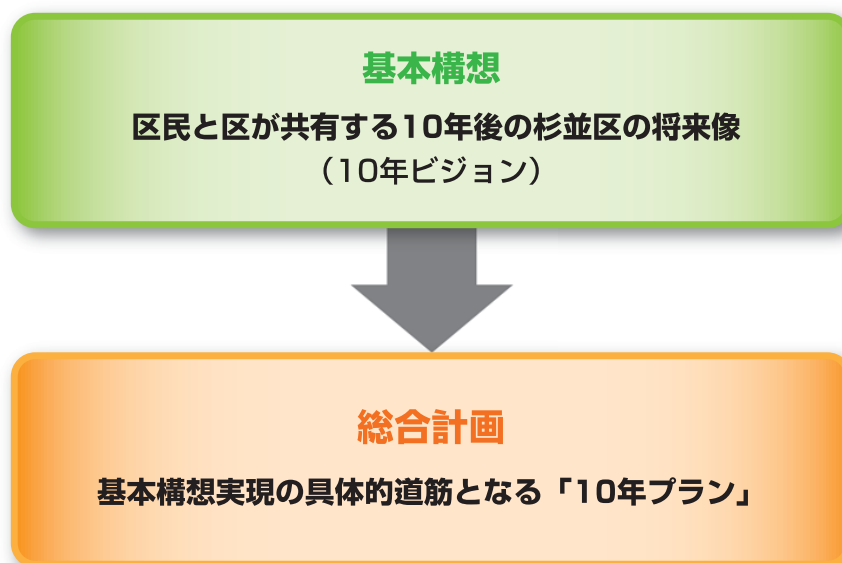 基本構想
区民と区が共有する10年後の杉並区の将来像
（10年ビジョン）
総合計画
基本構想実現の具体的道筋となる「10年プラン」